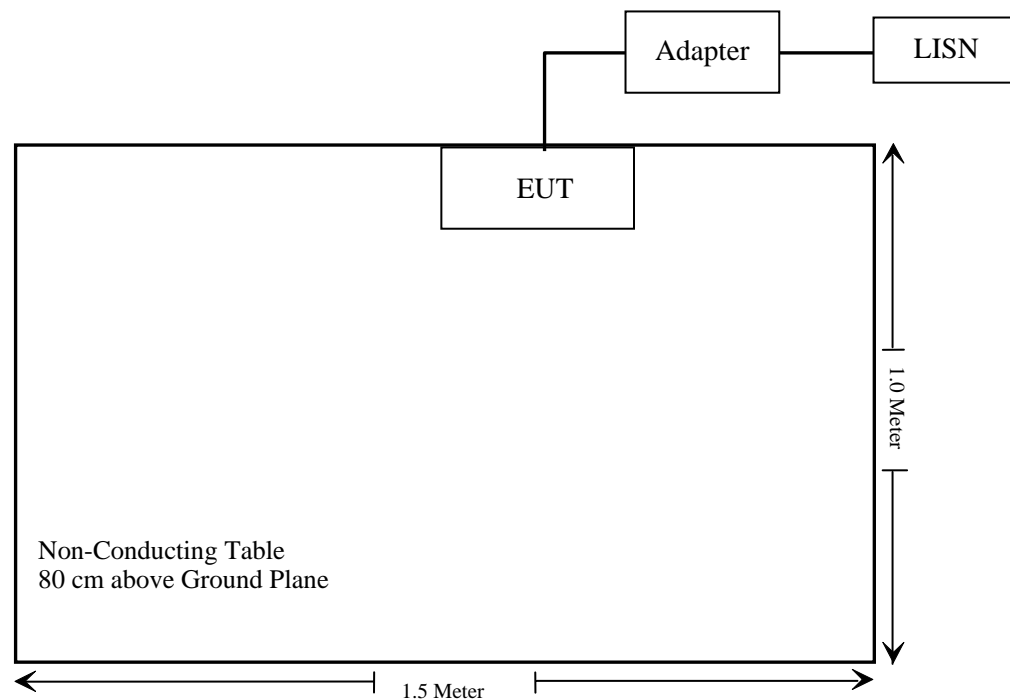 Adapter
LISN
EUT
1.0 Meter
Non-Conducting Table
80 cm above Ground Plane
1.5 Meter